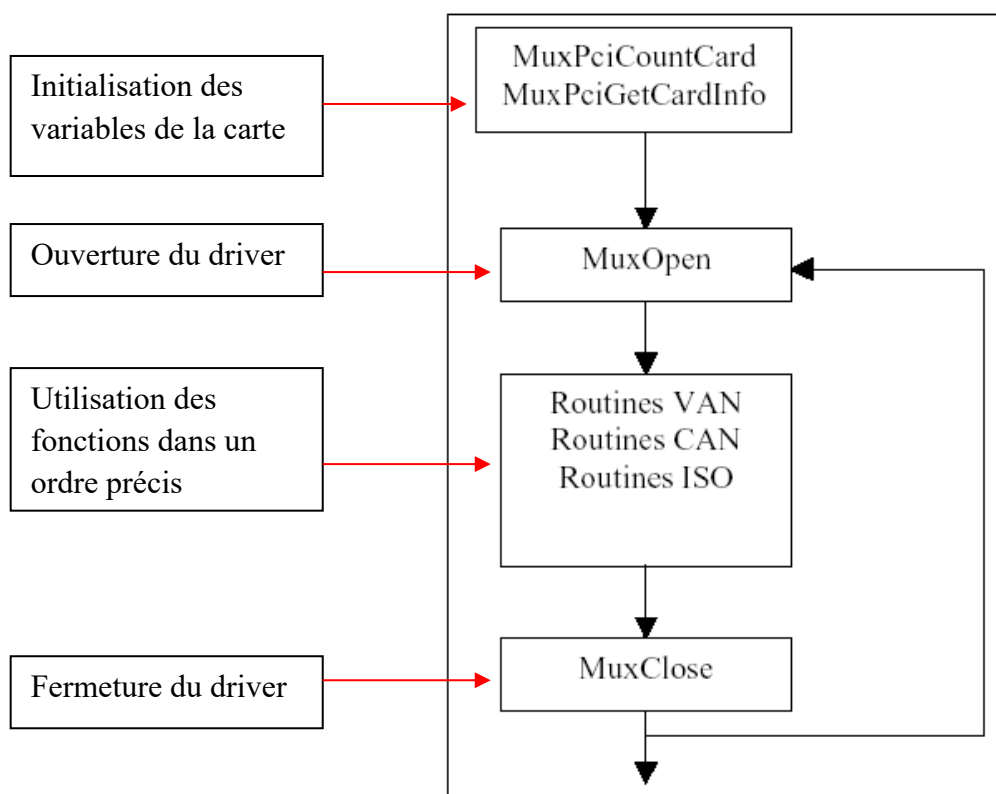 Initialisation des
variables de la carte
MuxPciCountCard
MuxPciGetCardInfo
Ouverture du driver
MuxOpen
Utilisation des
fonctions dans un
ordre précis
Routines VAN
Routines CAN
Routines ISO
Fermeture du driver
MuxClose